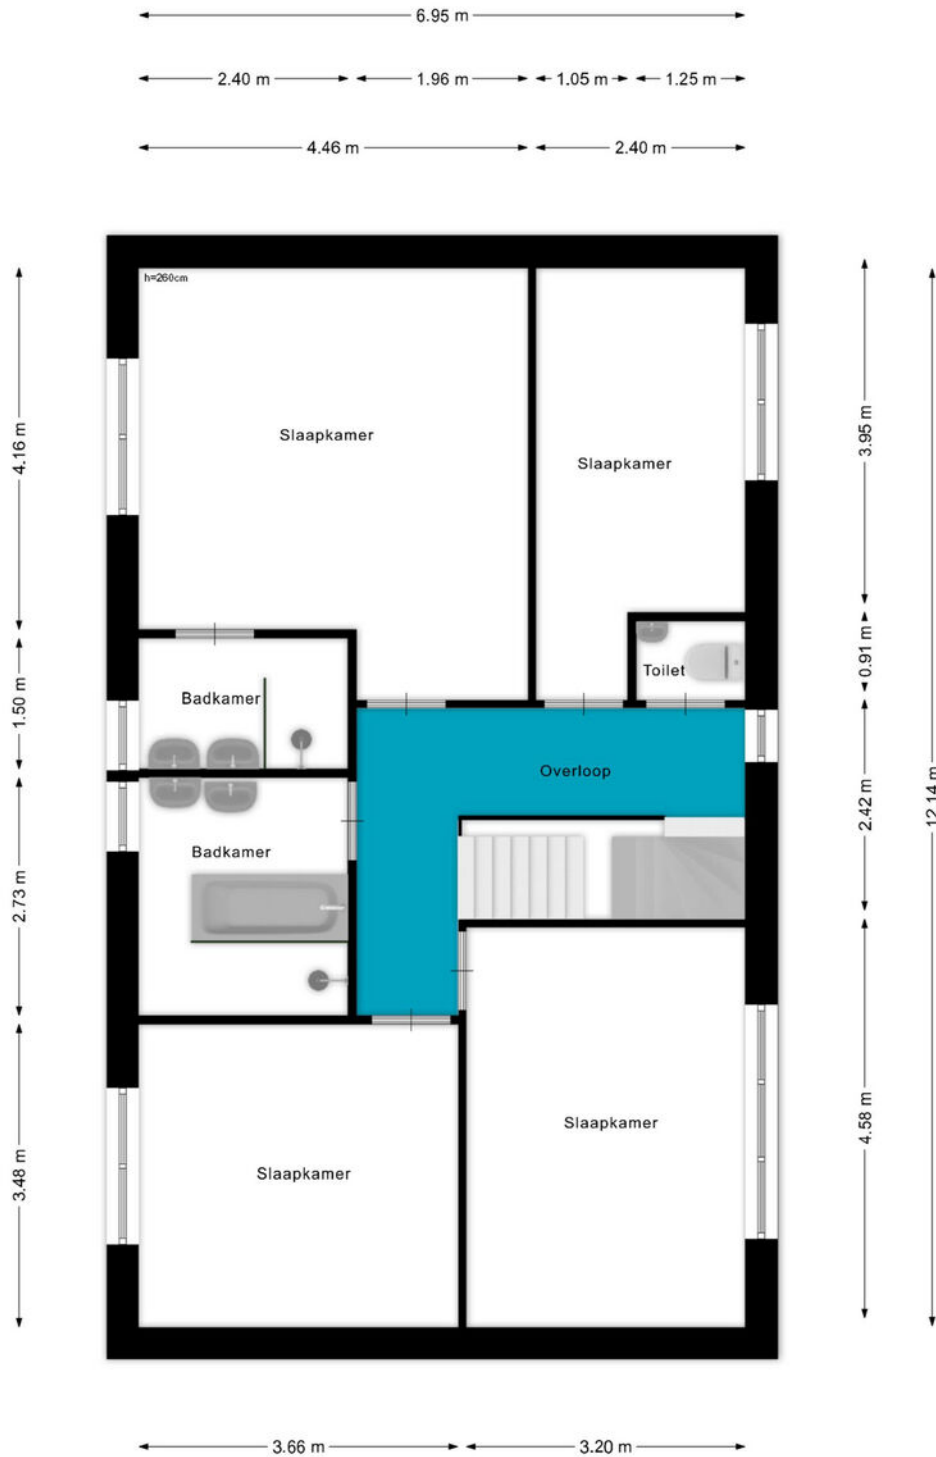 6.95 m
2.40 m
1.96 m
1.05 m
1.25 m
4.46 m
2.40 m
h=260cm
Slaapkamer
Slaapkamer
4.16 m
3.95 m
12.14 m
Toilet
0.91 m
Badkamer
1.50 m
Overloop
2.42 m
Badkamer
2.73 m
Slaapkamer
4.58 m
Slaapkamer
3.48 m
3.66 m
3.20 m